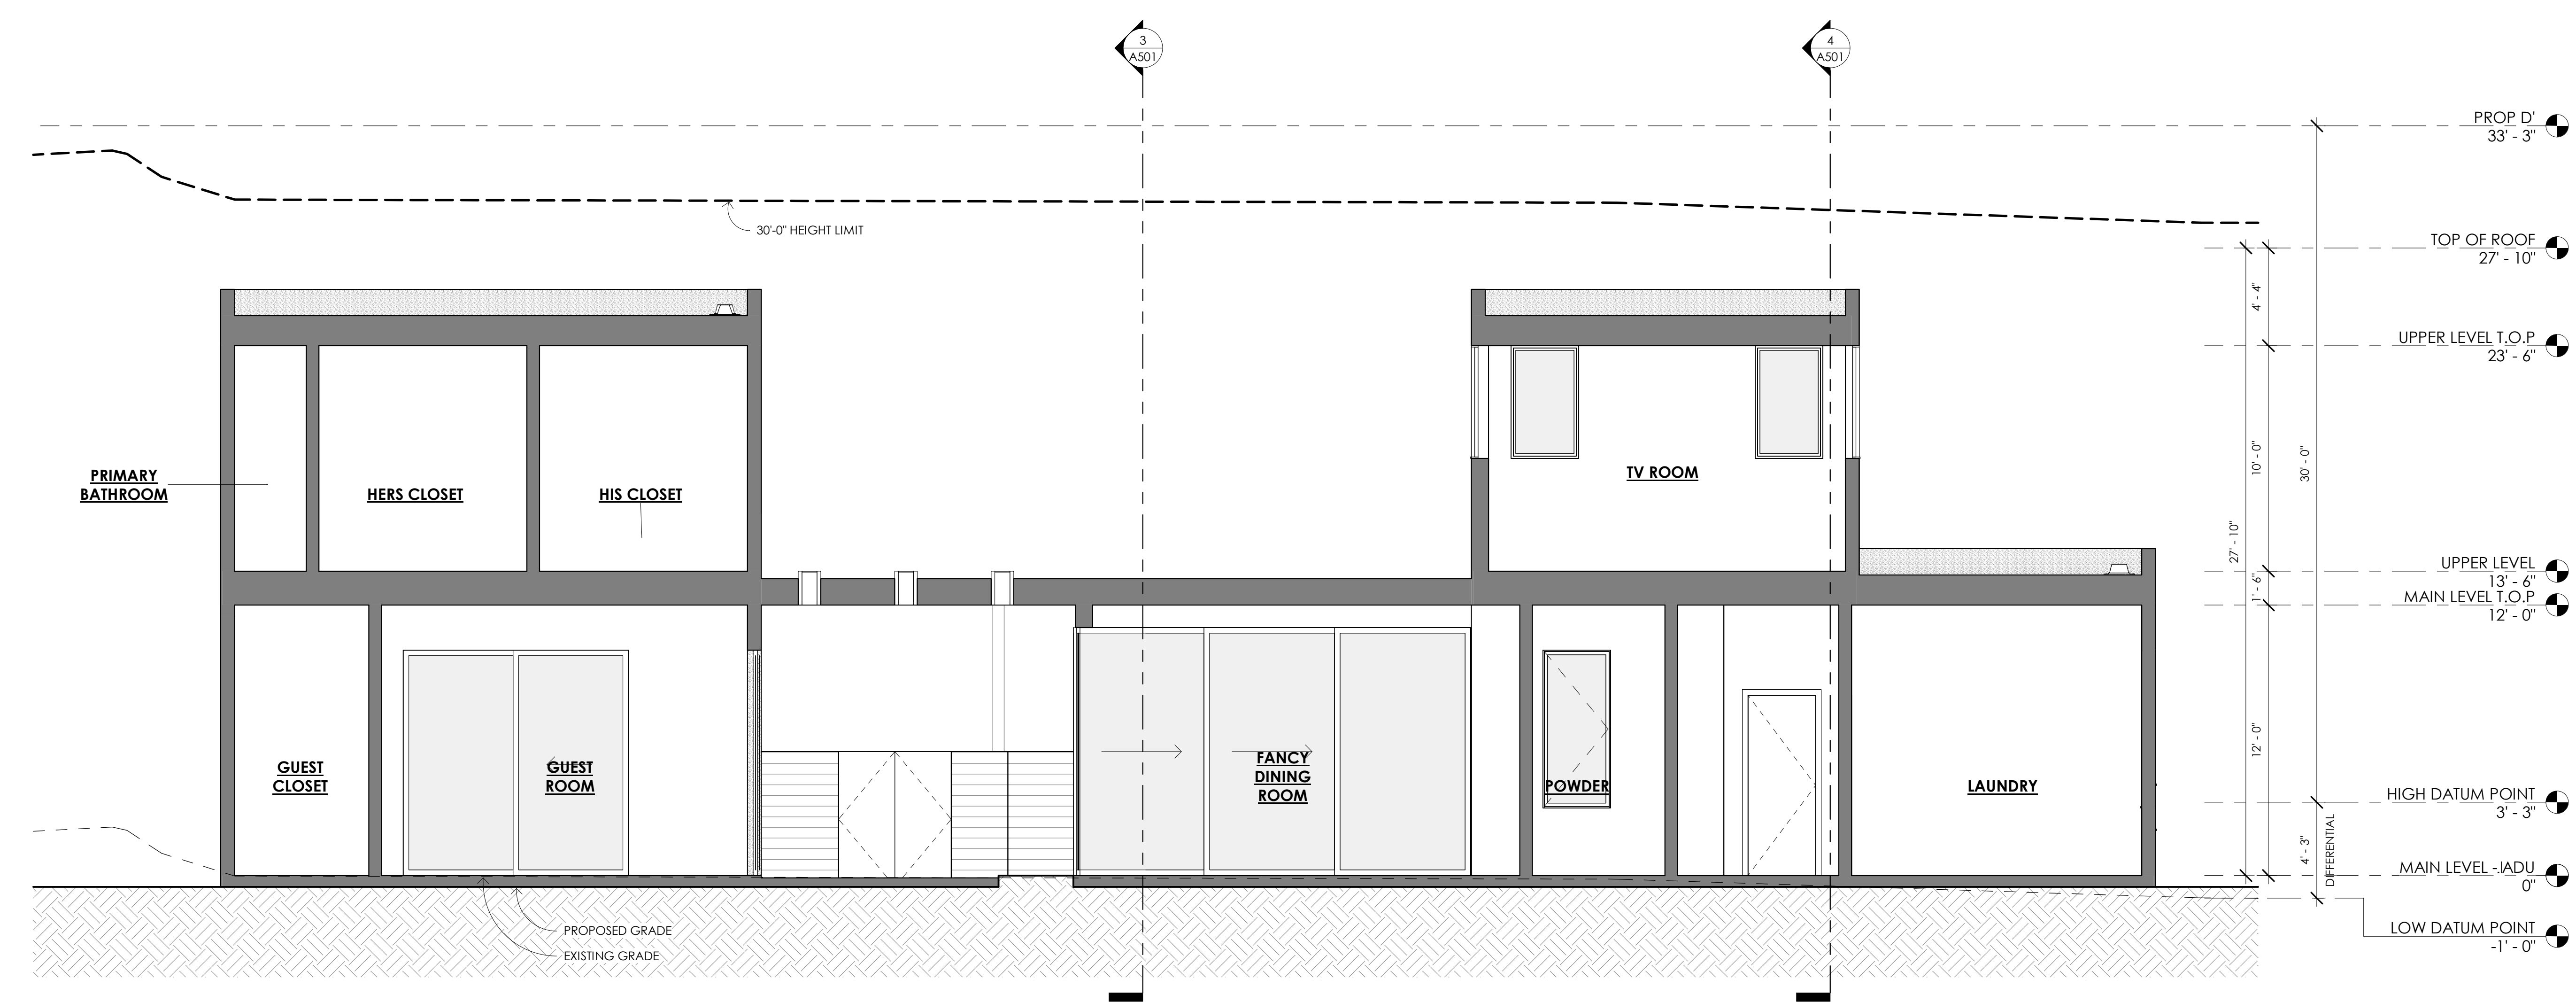 3
A501
4
A501
PROP D'
33' - 3"
30'-0" HEIGHT LIMIT
TOP OF ROOF
27' - 10"
4' - 4"
UPPER LEVEL T.O.P
23' - 6"
PRIMARY
BATHROOM
HERS CLOSET
HIS CLOSET
TV ROOM
10' - 0"
30' - 0"
27' - 10"
UPPER LEVEL
13' - 6"
1' - 6"
MAIN LEVEL T.O.P
12' - 0"
12' - 0"
GUEST
CLOSET
GUEST
ROOM
FANCY
DINING
ROOM
POWDER
LAUNDRY
HIGH DATUM POINT
3' - 3"
4' - 3"
DIFFERENTIAL
MAIN LEVEL - JADU
0"
PROPOSED GRADE
EXISTING GRADE
LOW DATUM POINT
-1' - 0"